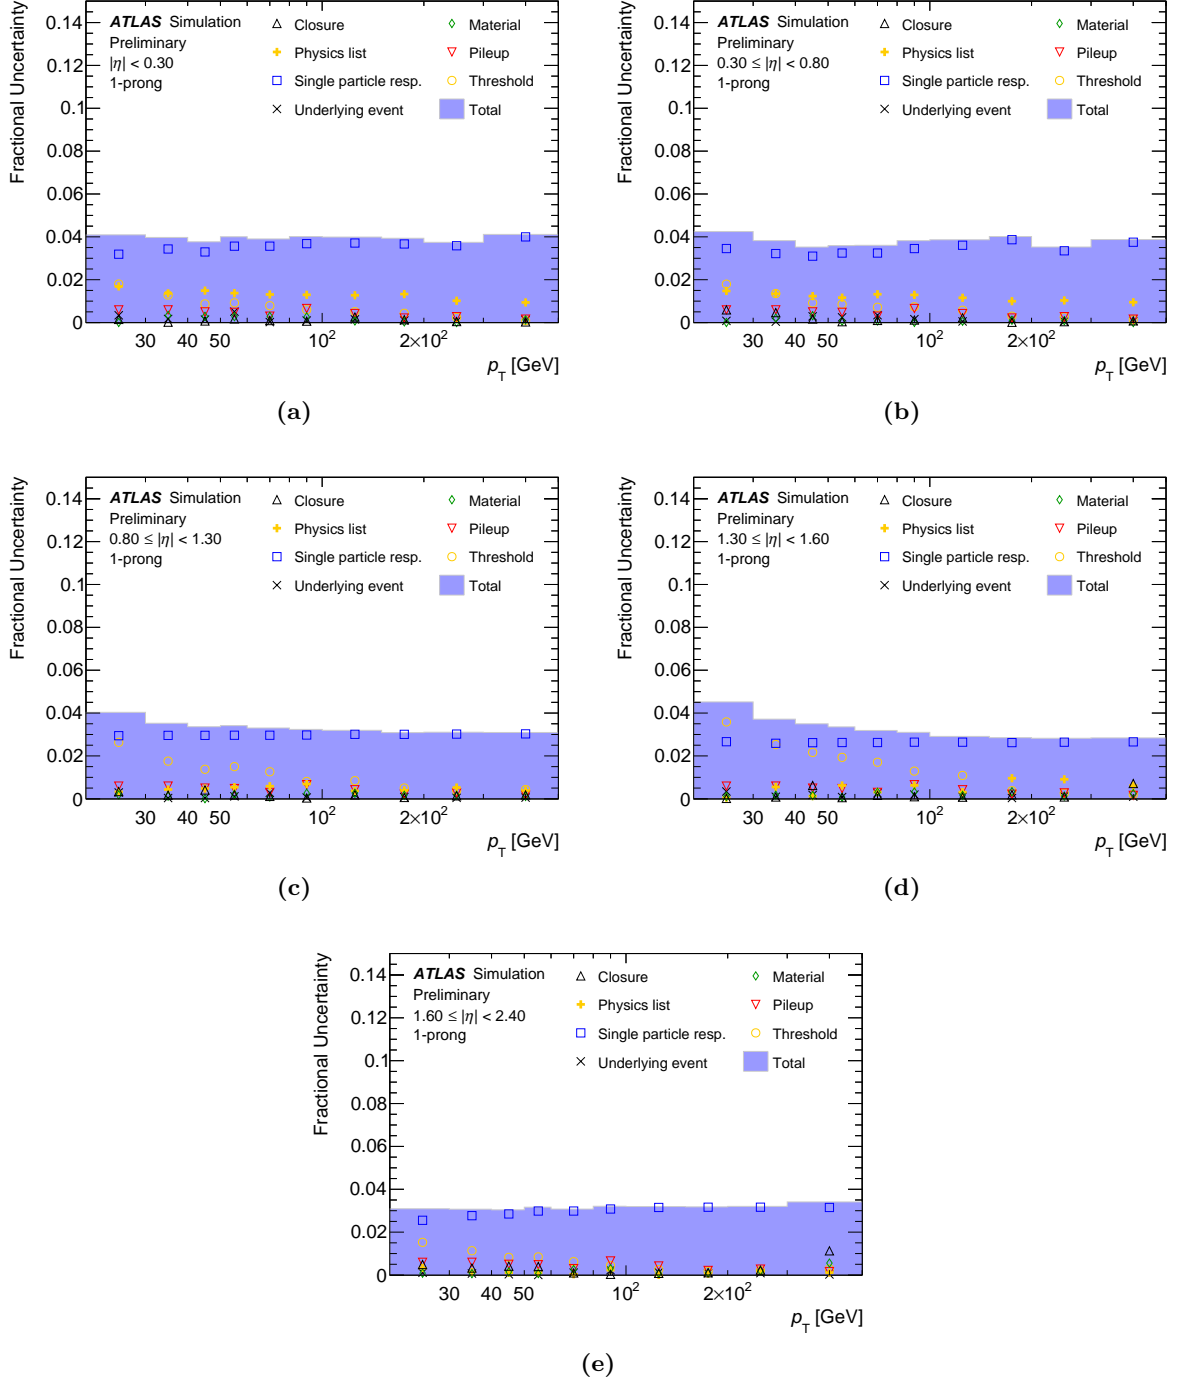 ATLAS Simulation
Preliminary
|η| < 0.30
1-prong
Closure
Physics list
Single particle resp.
Underlying event
Material
Pileup
Threshold
Total
Fractional Uncertainty
0.14
0.12
0.1
0.08
0.06
0.04
0.02
0
30 40 50 10² 2×10²
p_T [GeV]
(a)
ATLAS Simulation
Preliminary
0.30 ≤ |η| < 0.80
1-prong
Closure
Physics list
Single particle resp.
Underlying event
Material
Pileup
Threshold
Total
Fractional Uncertainty
0.14
0.12
0.1
0.08
0.06
0.04
0.02
0
30 40 50 10² 2×10²
p_T [GeV]
(b)
ATLAS Simulation
Preliminary
0.80 ≤ |η| < 1.30
1-prong
Closure
Physics list
Single particle resp.
Underlying event
Material
Pileup
Threshold
Total
Fractional Uncertainty
0.14
0.12
0.1
0.08
0.06
0.04
0.02
0
30 40 50 10² 2×10²
p_T [GeV]
(c)
ATLAS Simulation
Preliminary
1.30 ≤ |η| < 1.60
1-prong
Closure
Physics list
Single particle resp.
Underlying event
Material
Pileup
Threshold
Total
Fractional Uncertainty
0.14
0.12
0.1
0.08
0.06
0.04
0.02
0
30 40 50 10² 2×10²
p_T [GeV]
(d)
ATLAS Simulation
Preliminary
1.60 ≤ |η| < 2.40
1-prong
Closure
Physics list
Single particle resp.
Underlying event
Material
Pileup
Threshold
Total
Fractional Uncertainty
0.14
0.12
0.1
0.08
0.06
0.04
0.02
0
30 40 50 10² 2×10²
p_T [GeV]
(e)